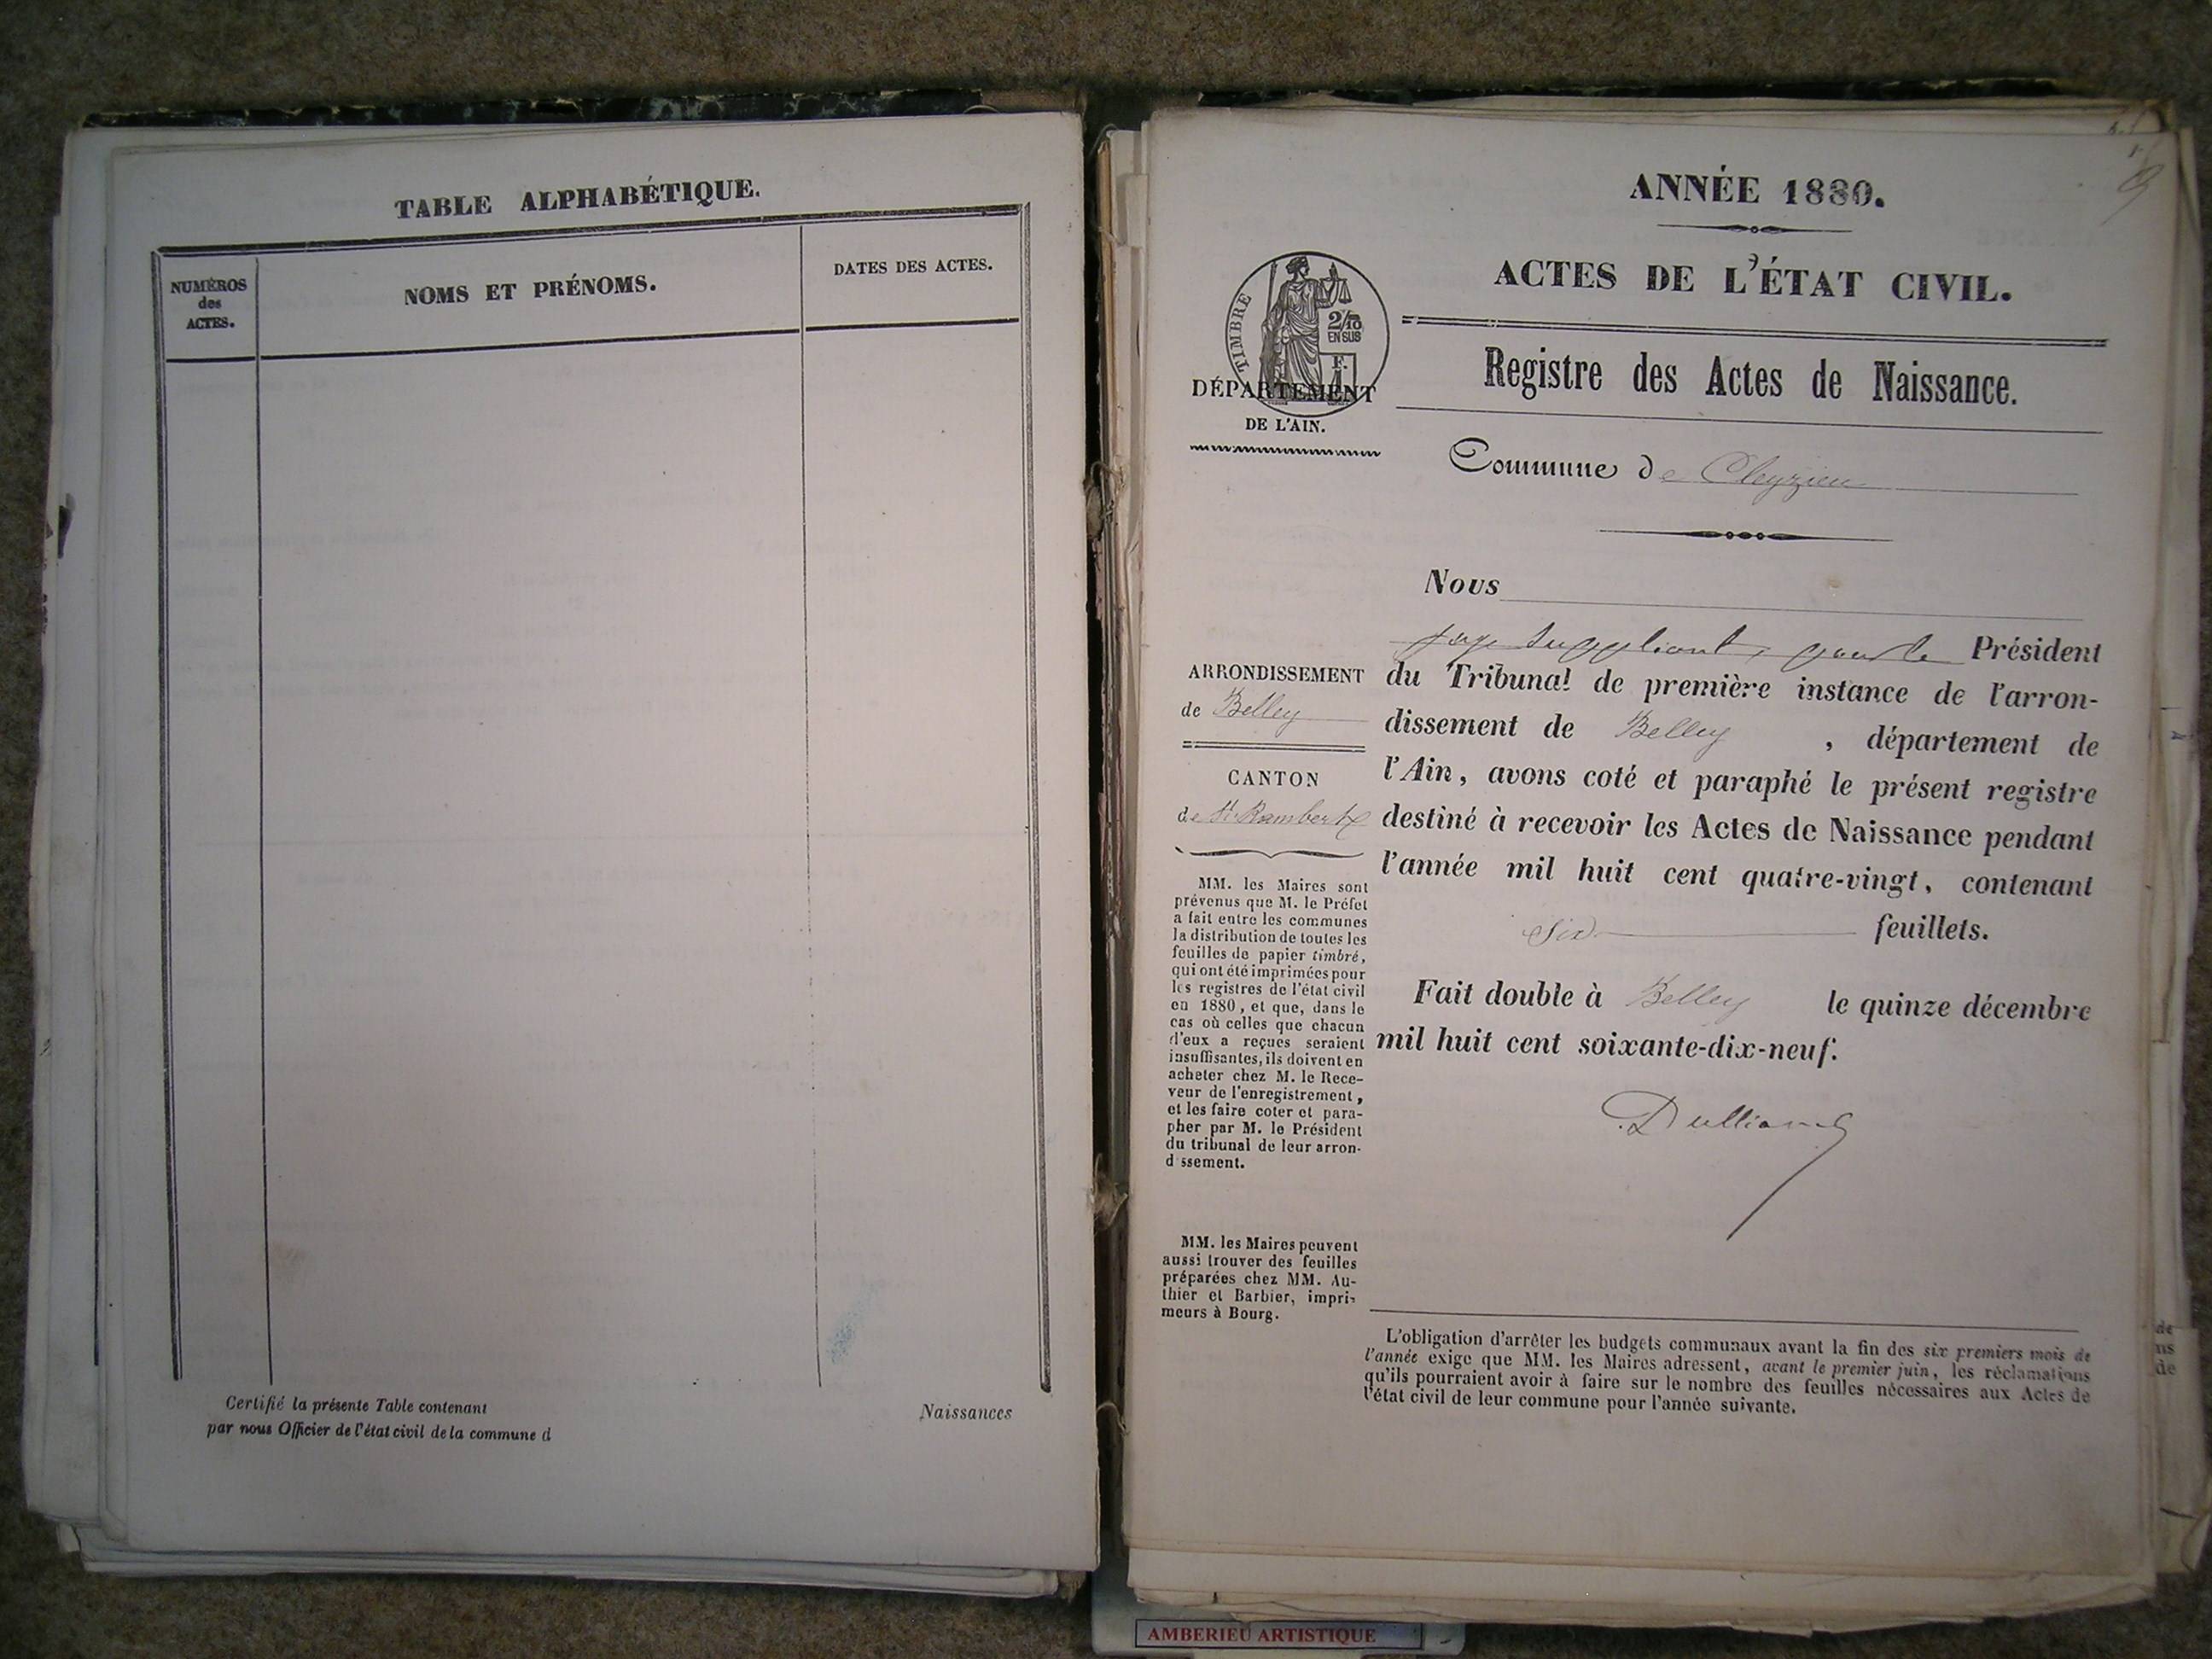 TABLE ALPHABÉTIQUE.
NUMÉROS
des
ACTES.
NOMS ET PRÉNOMS.
DATES DES ACTES.
Certifié la présente Table contenant
Naissances
par nous Officier de l'état civil de la commune d
ANNÉE 1880.
ACTES DE L'ÉTAT CIVIL.
TIMBRE
2/10
EN SUS
F.
DÉPARTEMENT
DE L'AIN.
Registre des Actes de Naissance.
Commune de Cleyzieu
Nous
juge suppléant, pour le Président
du Tribunal de première instance de l'arron-
dissement de Belley, département de
l'Ain, avons coté et paraphé le présent registre
destiné à recevoir les Actes de Naissance pendant
l'année mil huit cent quatre-vingt, contenant
six feuillets.
Fait double à Belley le quinze décembre
mil huit cent soixante-dix-neuf.
ARRONDISSEMENT
de Belley
CANTON
de St Rambert
MM. les Maires sont
prévenus que M. le Préfet
a fait entre les communes
la distribution de toutes les
feuilles de papier timbré,
qui ont été imprimées pour
les registres de l'état civil
en 1880, et que, dans le
cas où celles que chacun
d'eux a reçues seraient
insuffisantes, ils doivent en
acheter chez M. le Rece-
veur de l'enregistrement,
et les faire coter et para-
pher par M. le Président
du tribunal de leur arron-
d ssement.
MM. les Maires peuvent
aussi trouver des feuilles
préparées chez MM. Au-
thier et Barbier, impri-
meurs à Bourg.
L'obligation d'arrêter les budgets communaux avant la fin des six premiers mois de
l'année exige que MM. les Maires adressent, avant le premier juin, les réclamations
qu'ils pourraient avoir à faire sur le nombre des feuilles nécessaires aux Actes de
l'état civil de leur commune pour l'année suivante.
de
ns
de
AMBERIEU ARTISTIQUE